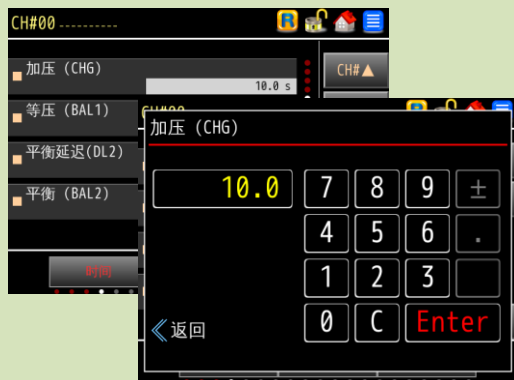 CH#00 ----------
R
加压 (CHG)
10.0 s
CH#▲
等压 (BAL1)
平衡延迟(DL2)
平衡 (BAL2)
时间
CH#00
加压 (CHG)
10.0
7 8 9 ±
4 5 6 .
1 2 3
0 C Enter
《返回